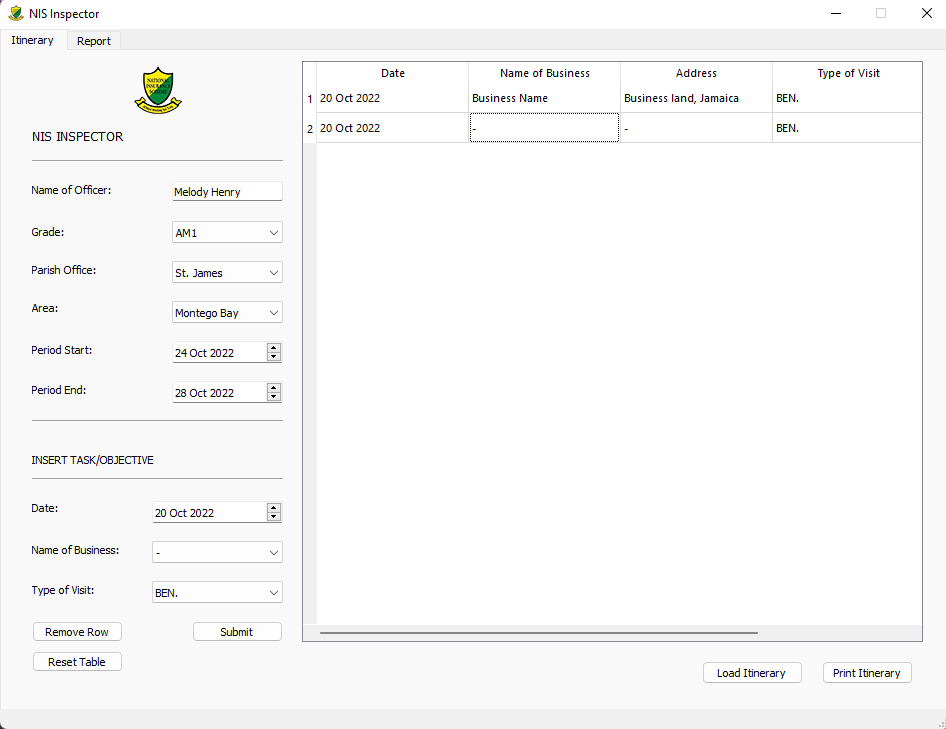 NIS Inspector
Itinerary Report
NATIONAL
INSURANCE
SCHEME
NIS INSPECTOR
Name of Officer: Melody Henry
Grade: AM1
Parish Office: St. James
Area: Montego Bay
Period Start: 24 Oct 2022
Period End: 28 Oct 2022
INSERT TASK/OBJECTIVE
Date: 20 Oct 2022
Name of Business: -
Type of Visit: BEN.
Remove Row Submit
Reset Table
Date Name of Business Address Type of Visit
1 20 Oct 2022 Business Name Business land, Jamaica BEN.
2 20 Oct 2022 - - BEN.
Load Itinerary Print Itinerary